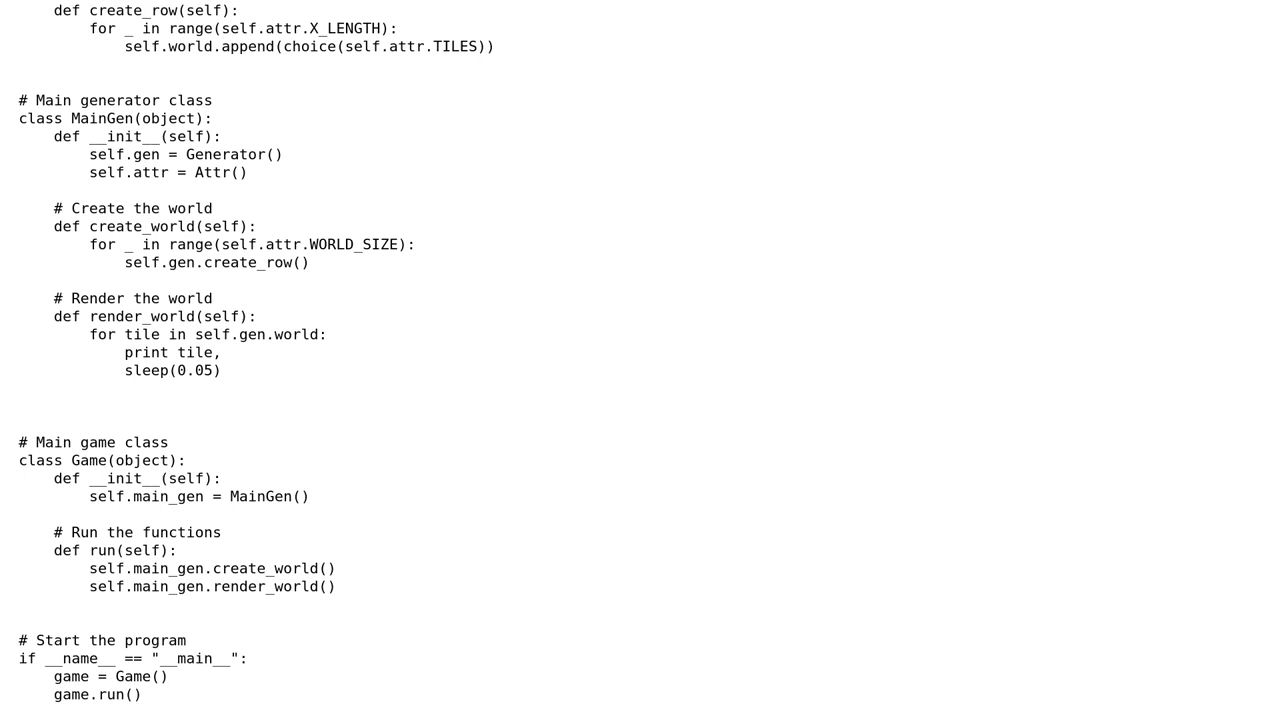 def create_row(self):
        for _ in range(self.attr.X_LENGTH):
            self.world.append(choice(self.attr.TILES))


# Main generator class
class MainGen(object):
    def __init__(self):
        self.gen = Generator()
        self.attr = Attr()

    # Create the world
    def create_world(self):
        for _ in range(self.attr.WORLD_SIZE):
            self.gen.create_row()

    # Render the world
    def render_world(self):
        for tile in self.gen.world:
            print tile,
            sleep(0.05)



# Main game class
class Game(object):
    def __init__(self):
        self.main_gen = MainGen()

    # Run the functions
    def run(self):
        self.main_gen.create_world()
        self.main_gen.render_world()


# Start the program
if __name__ == "__main__":
    game = Game()
    game.run()